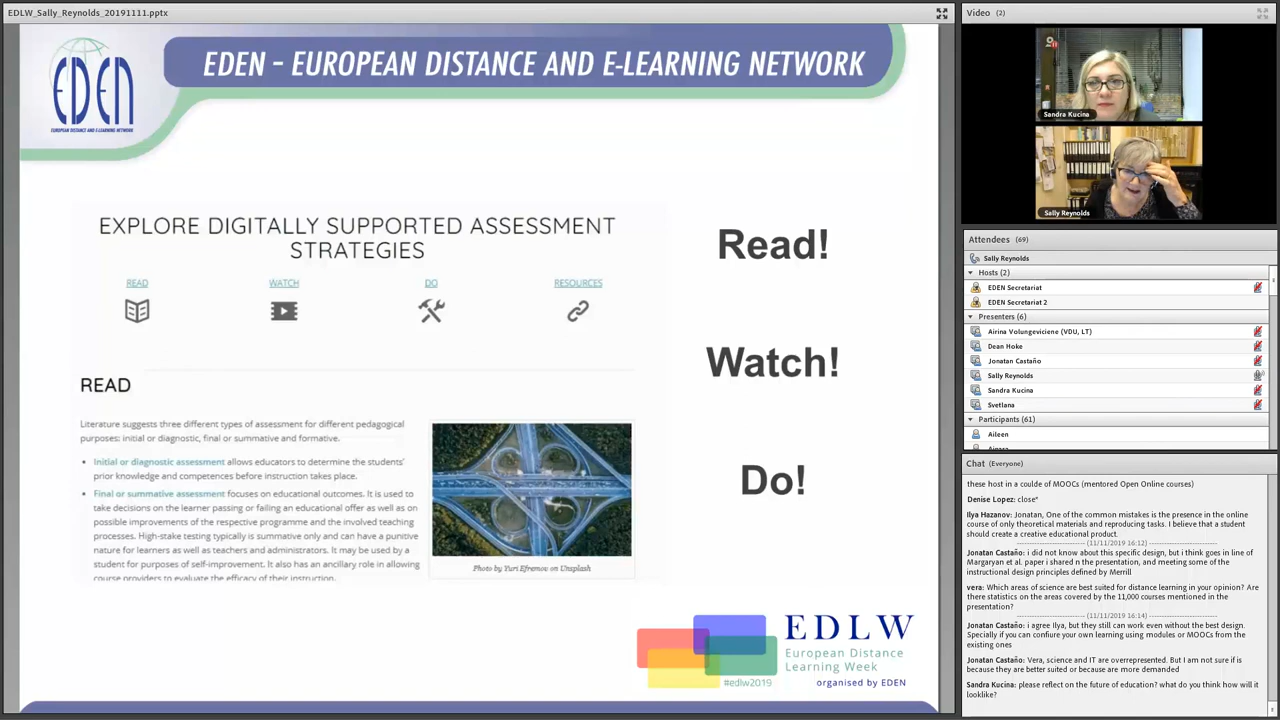 EDLW_Sally_Reynolds_20191111.pptx
EDEN
EUROPEAN DISTANCE AND E-LEARNING NETWORK
EDEN - EUROPEAN DISTANCE AND E-LEARNING NETWORK
EXPLORE DIGITALLY SUPPORTED ASSESSMENT
STRATEGIES
READ
WATCH
DO
RESOURCES
READ
Literature suggests three different types of assessment for different pedagogical
purposes: initial or diagnostic, final or summative and formative.
Initial or diagnostic assessment allows educators to determine the students'
prior knowledge and competences before instruction takes place.
Final or summative assessment focuses on educational outcomes. It is used to
take decisions on the learner passing or failing an educational offer as well as on
possible improvements of the respective programme and the involved teaching
processes. High-stake testing typically is summative only and can have a punitive
nature for learners as well as teachers and administrators. It may be used by a
student for purposes of self-improvement. It also has an ancillary role in allowing
course providers to evaluate the efficacy of their instruction.
Photo by Yuri Efremov on Unsplash
Read!
Watch!
Do!
EDLW
European Distance
Learning Week
#edlw2019
organised by EDEN
Video (2)
Sandra Kucina
Sally Reynolds
Attendees (69)
Sally Reynolds
Hosts (2)
EDEN Secretariat
EDEN Secretariat 2
Presenters (6)
Airina Volungeviciene (VDU, LT)
Dean Hoke
Jonatan Castaño
Sally Reynolds
Sandra Kucina
Svetlana
Participants (61)
Aileen
Chat (Everyone)
these host in a coulde of MOOCs (mentored Open Online courses)
Denise Lopez: close*
Ilya Hazanov: Jonatan, One of the common mistakes is the presence in the online
course of only theoretical materials and reproducing tasks. I believe that a student
should create a creative educational product.
(11/11/2019 16:12)
Jonatan Castaño: i did not know about this specific design, but i think goes in line of
Margaryan et al. paper i shared n the presentation, and meeting some of the
instructional design principles defined by Merrill
vera: Which areas of science are best suited for distance learning in your opinion? Are
there statistics on the areas covered by the 11,000 courses mentioned in the
presentation?
(11/11/2019 16:14)
Jonatan Castaño: i agree Ilya, but they still can work even without the best design.
Specially if you can confiure your own learning using modules or MOOCs from the
existing ones
Jonatan Castaño: Vera, science and IT are overrepresented. But I am not sure if is
because they are better suited or because are more demanded
Sandra Kucina: please reflect on the future of education? what do you think how will it
looklike?